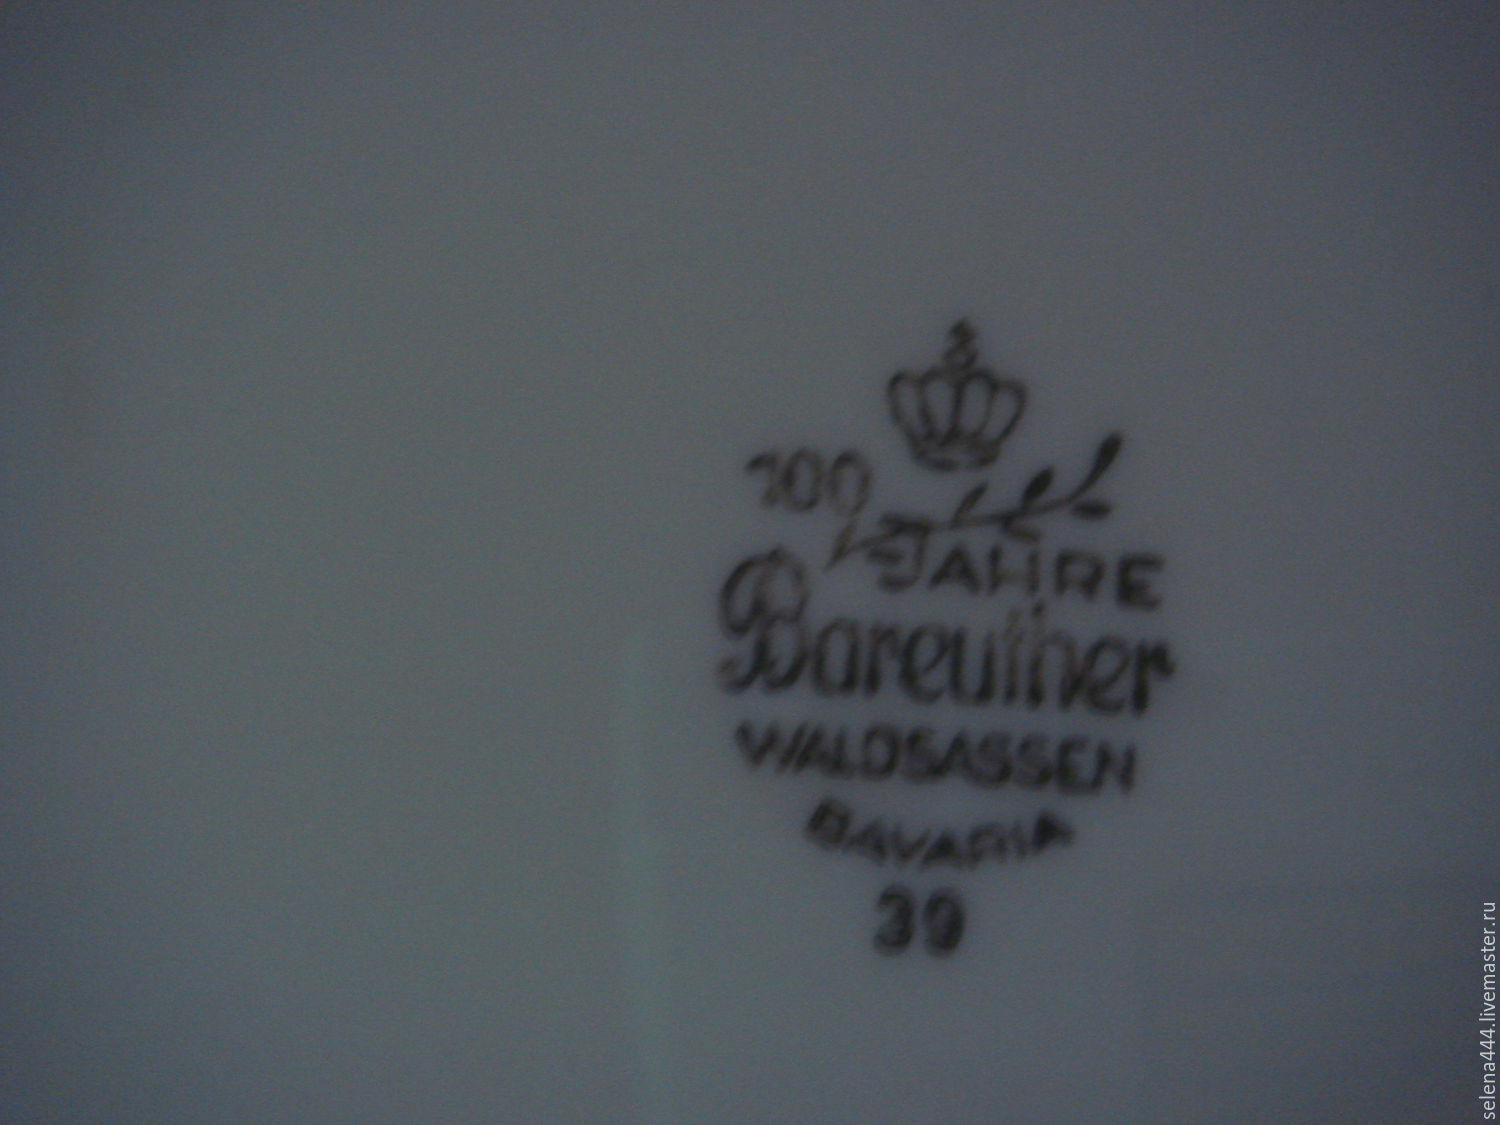 100
JAHRE
Bareuther
WALDSASSEN
BAVARIA
39
selena444.livemaster.ru